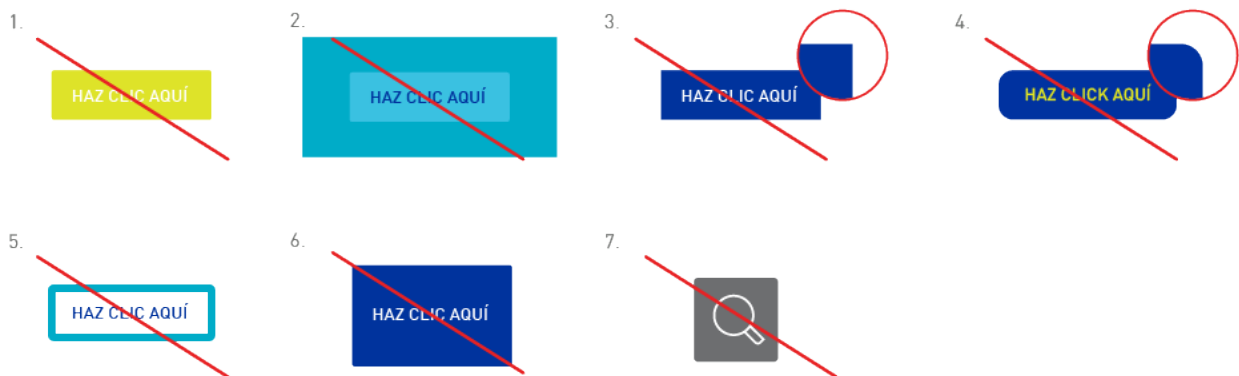 1.
HAZ CLIC AQUÍ
2.
HAZ CLIC AQUÍ
3.
HAZ CLIC AQUÍ
4.
HAZ CLICK AQUÍ
5.
HAZ CLIC AQUÍ
6.
HAZ CLIC AQUÍ
7.